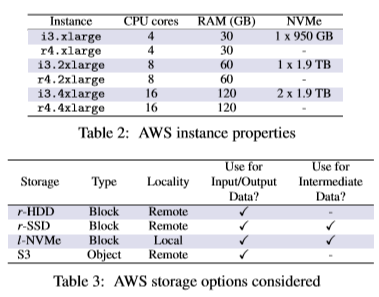 Instance CPU cores RAM (GB) NVMe
i3.xlarge 4 30 1 x 950 GB
r4.xlarge 4 30 -
i3.2xlarge 8 60 1 x 1.9 TB
r4.2xlarge 8 60 -
i3.4xlarge 16 120 2 x 1.9 TB
r4.4xlarge 16 120 -
Table 2: AWS instance properties
Storage Type Locality Use for Input/Output Data? Use for Intermediate Data?
r-HDD Block Remote ✓ -
r-SSD Block Remote ✓ ✓
l-NVMe Block Local ✓ ✓
S3 Object Remote ✓ -
Table 3: AWS storage options considered